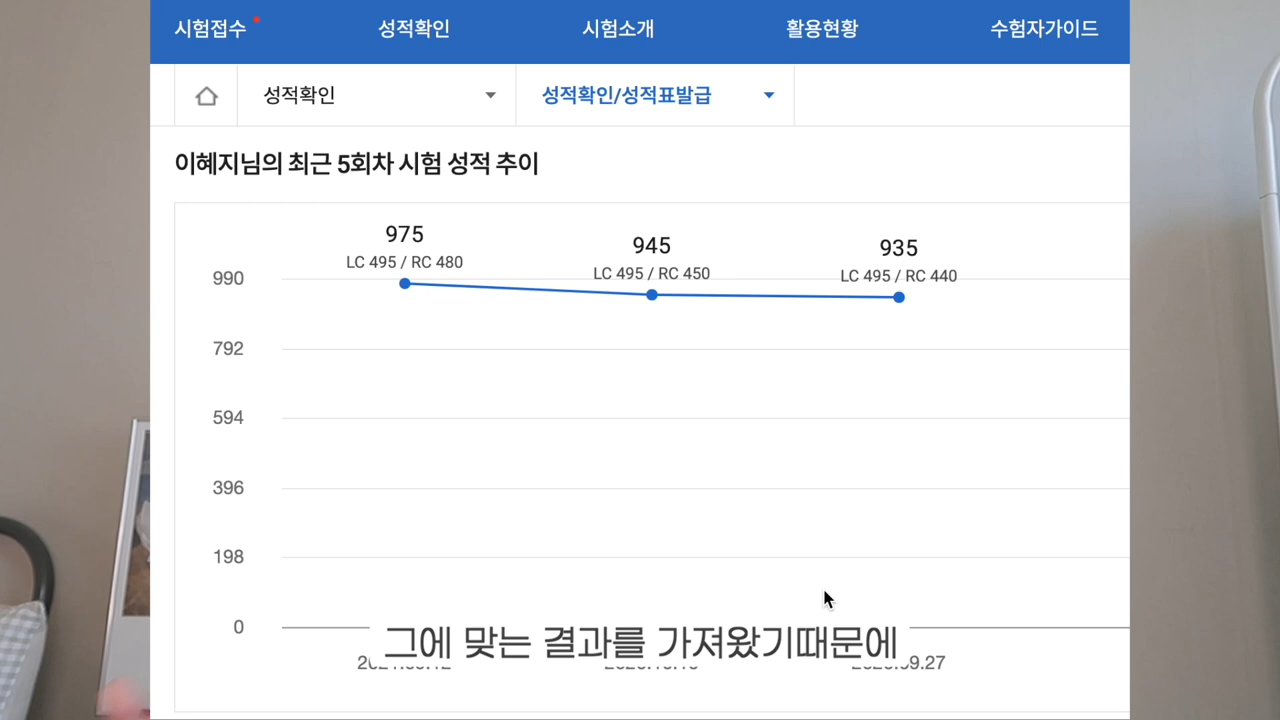 시험접수 성적확인 시험소개 활용현황 수험자가이드
성적확인 성적확인/성적표발급
이혜지님의 최근 5회차 시험 성적 추이
975 945 935
LC 495 / RC 480 LC 495 / RC 450 LC 495 / RC 440
990
792
594
396
198
0
그에 맞는 결과를 가져왔기때문에